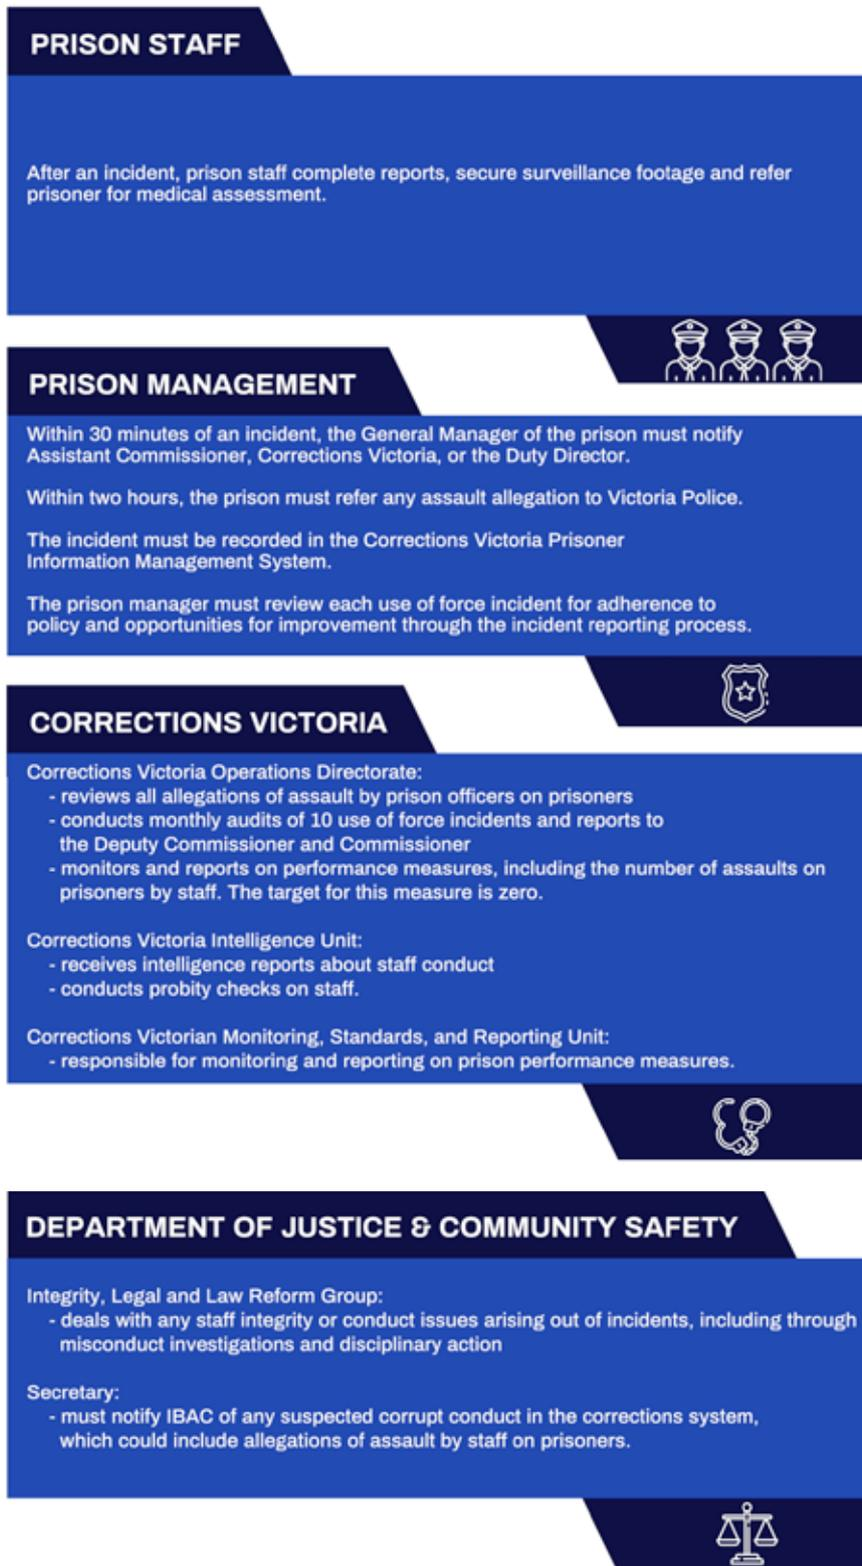 PRISON STAFF
After an incident, prison staff complete reports, secure surveillance footage and refer
prisoner for medical assessment.
PRISON MANAGEMENT
Within 30 minutes of an incident, the General Manager of the prison must notify
Assistant Commissioner, Corrections Victoria, or the Duty Director.
Within two hours, the prison must refer any assault allegation to Victoria Police.
The incident must be recorded in the Corrections Victoria Prisoner
Information Management System.
The prison manager must review each use of force incident for adherence to
policy and opportunities for improvement through the incident reporting process.
CORRECTIONS VICTORIA
Corrections Victoria Operations Directorate:
- reviews all allegations of assault by prison officers on prisoners
- conducts monthly audits of 10 use of force incidents and reports to
the Deputy Commissioner and Commissioner
- monitors and reports on performance measures, including the number of assaults on
prisoners by staff. The target for this measure is zero.
Corrections Victoria Intelligence Unit:
- receives intelligence reports about staff conduct
- conducts probity checks on staff.
Corrections Victorian Monitoring, Standards, and Reporting Unit:
- responsible for monitoring and reporting on prison performance measures.
DEPARTMENT OF JUSTICE & COMMUNITY SAFETY
Integrity, Legal and Law Reform Group:
- deals with any staff integrity or conduct issues arising out of incidents, including through
misconduct investigations and disciplinary action
Secretary:
- must notify IBAC of any suspected corrupt conduct in the corrections system,
which could include allegations of assault by staff on prisoners.